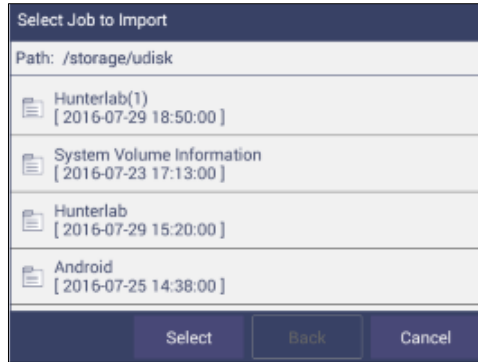 Select Job to Import
Path: /storage/udisk
Hunterlab(1)
[ 2016-07-29 18:50:00 ]
System Volume Information
[ 2016-07-23 17:13:00 ]
Hunterlab
[ 2016-07-29 15:20:00 ]
Android
[ 2016-07-25 14:38:00 ]
Select Back Cancel